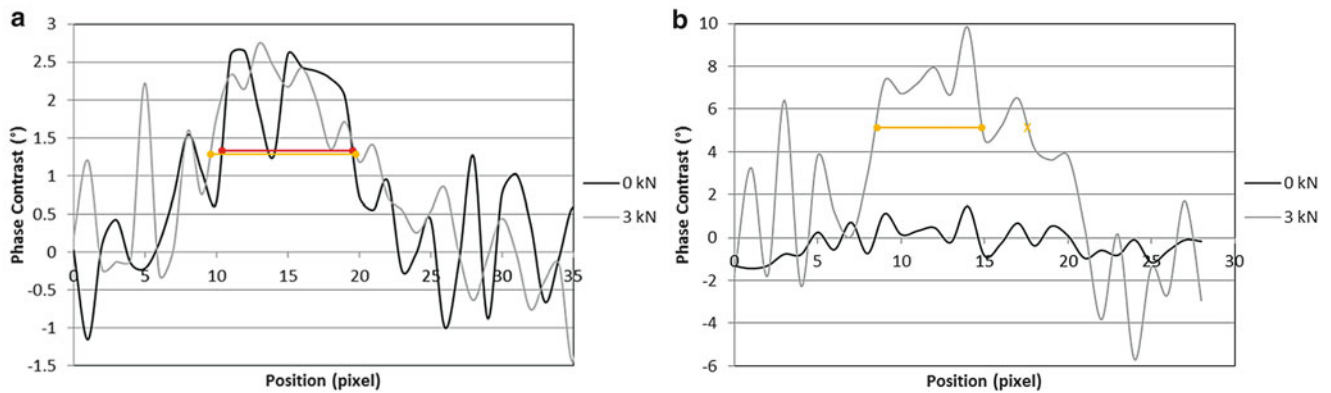 a
3
2.5
2
1.5
1
0.5
0
-0.5
-1
-1.5
Phase Contrast (°)
0 5 10 15 20 25 30 35
Position (pixel)
0 kN
3 kN
b
10
8
6
4
2
0
-2
-4
-6
Phase Contrast (°)
0 5 10 15 20 25 30
Position (pixel)
0 kN
3 kN